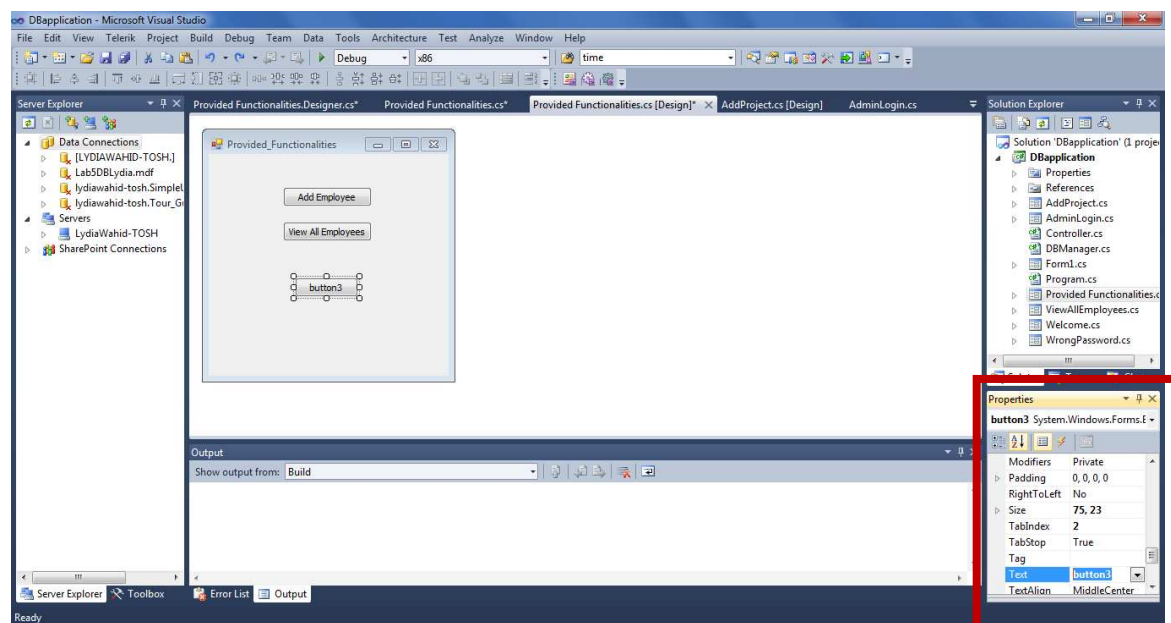 DBapplication - Microsoft Visual Studio
File Edit View Telerik Project Build Debug Team Data Tools Architecture Test Analyze Window Help
Debug x86 time
Server Explorer
Data Connections
[LYDIAWAHID-TOSH.]
Lab5DBLydia.mdf
lydiawahid-tosh.Simplel
lydiawahid-tosh.Tour_G
Servers
LydiaWahid-TOSH
SharePoint Connections
Server Explorer Toolbox
Provided Functionalities.Designer.cs* Provided Functionalities.cs* Provided Functionalities.cs [Design]* AddProject.cs [Design] AdminLogin.cs
Provided_Functionalities
Add Employee
View All Employees
button3
Output
Show output from: Build
Error List Output
Solution Explorer
Solution 'DBapplication' (1 proje
DBapplication
Properties
References
AddProject.cs
AdminLogin.cs
Controller.cs
DBManager.cs
Form1.cs
Program.cs
Provided Functionalities.c
ViewAllEmployees.cs
Welcome.cs
WrongPassword.cs
Properties
button3 System.Windows.Forms.E
Modifiers Private
Padding 0, 0, 0, 0
RightToLeft No
Size 75, 23
TabIndex 2
TabStop True
Tag
Text button3
TextAlign MiddleCenter
Ready